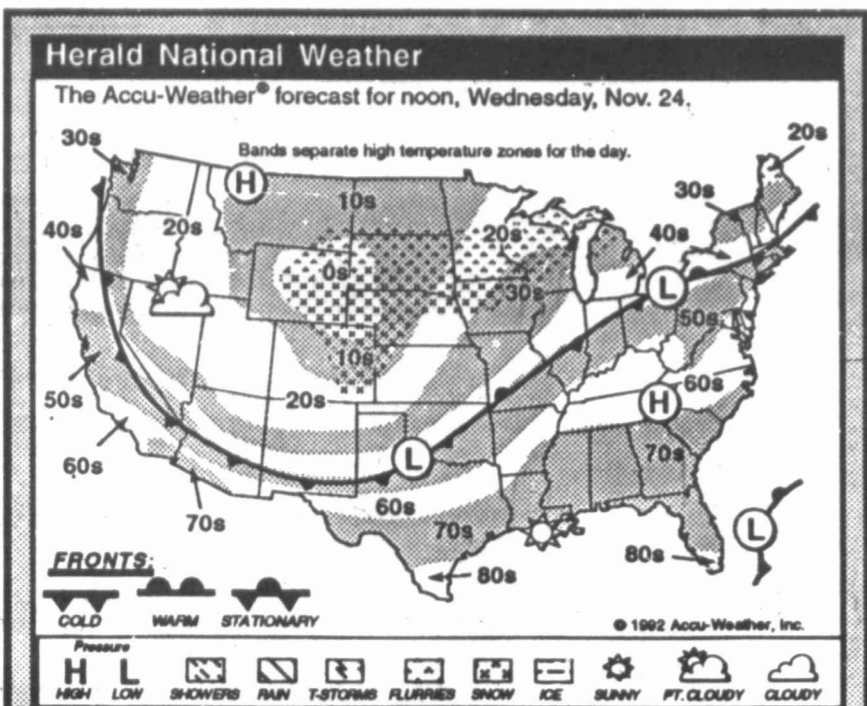 Herald National Weather
The Accu-Weather® forecast for noon, Wednesday, Nov. 24.
Bands separate high temperature zones for the day.
30s
20s
H
10s
30s
40s
20s
20s
40s
0s
L
30s
50s
10s
60s
50s
20s
H
60s
L
70s
60s
70s
70s
L
80s
80s
FRONTS:
COLD WARM STATIONARY
© 1992 Accu-Weather, Inc.
Pressure
H L
HIGH LOW SHOWERS RAIN T-STORMS FLURRIES SNOW ICE SUNNY PT. CLOUDY CLOUDY